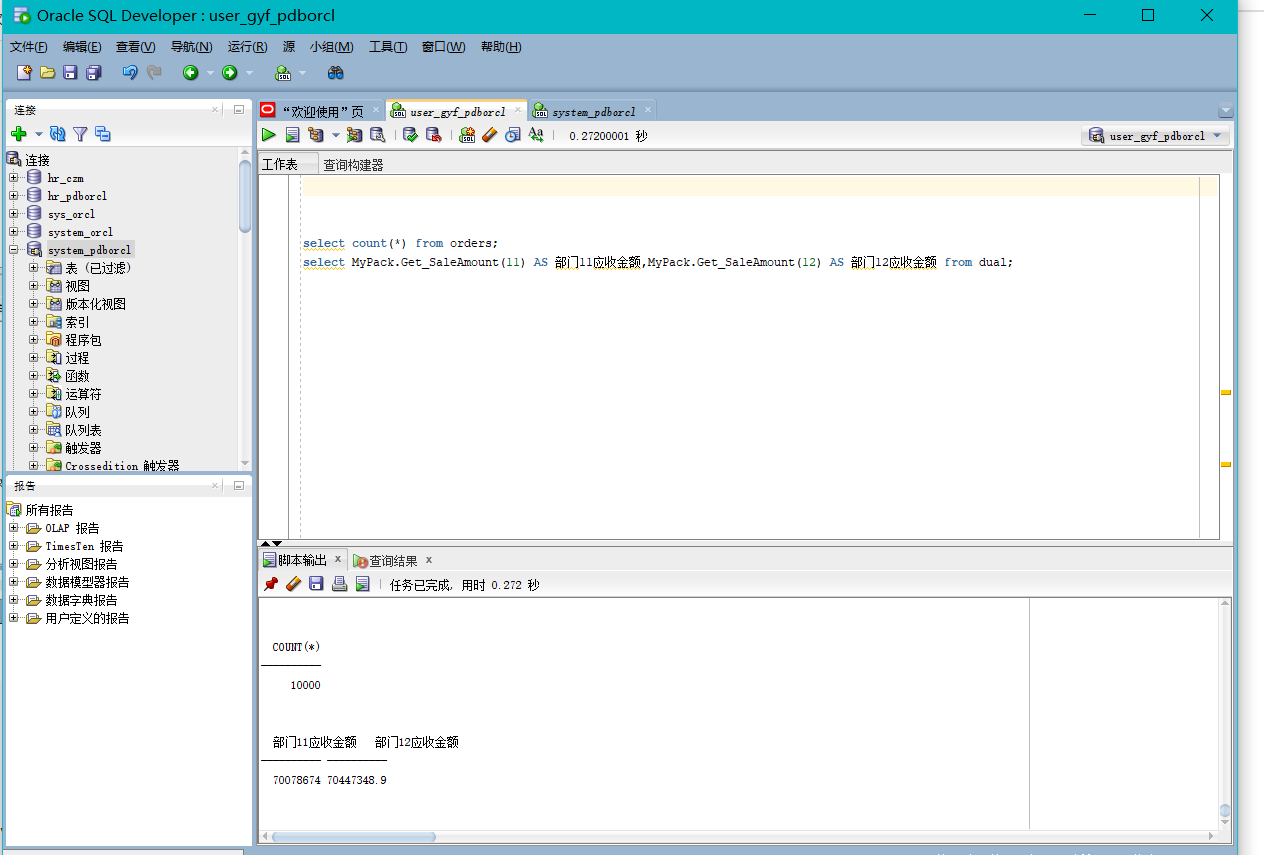 Oracle SQL Developer : user_gyf_pdborcl
文件(F) 编辑(E) 查看(V) 导航(N) 运行(R) 源 小组(M) 工具(T) 窗口(W) 帮助(H)
连接
连接
hr_czm
hr_pdborcl
sys_orcl
system_orcl
system_pdborcl
表 (已过滤)
视图
版本化视图
索引
程序包
过程
函数
运算符
队列
队列表
触发器
Crossedition 触发器
报告
所有报告
OLAP 报告
TimesTen 报告
分析视图报告
数据模型器报告
数据字典报告
用户定义的报告
“欢迎使用”页 user_gyf_pdborcl system_pdborcl
0.27200001 秒 user_gyf_pdborcl
工作表 查询构建器
select count(*) from orders;
select MyPack.Get_SaleAmount(11) AS 部门11应收金额,MyPack.Get_SaleAmount(12) AS 部门12应收金额 from dual;
脚本输出 查询结果
任务已完成, 用时 0.272 秒
COUNT(*)
----------
10000
部门11应收金额 部门12应收金额
---------- ----------
70078674 70447348.9